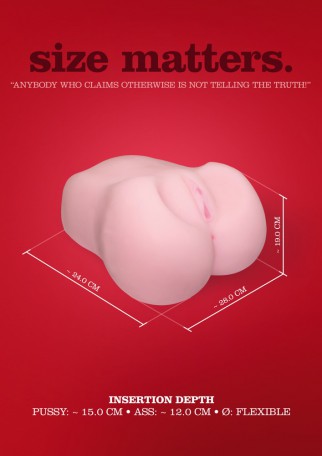 size matters.
“ANYBODY WHO CLAIMS OTHERWISE IS NOT TELLING THE TRUTH!”
~ 19.0 CM
~ 24.0 CM
~ 28.0 CM
INSERTION DEPTH
PUSSY: ~ 15.0 CM • ASS: ~ 12.0 CM • Ø: FLEXIBLE